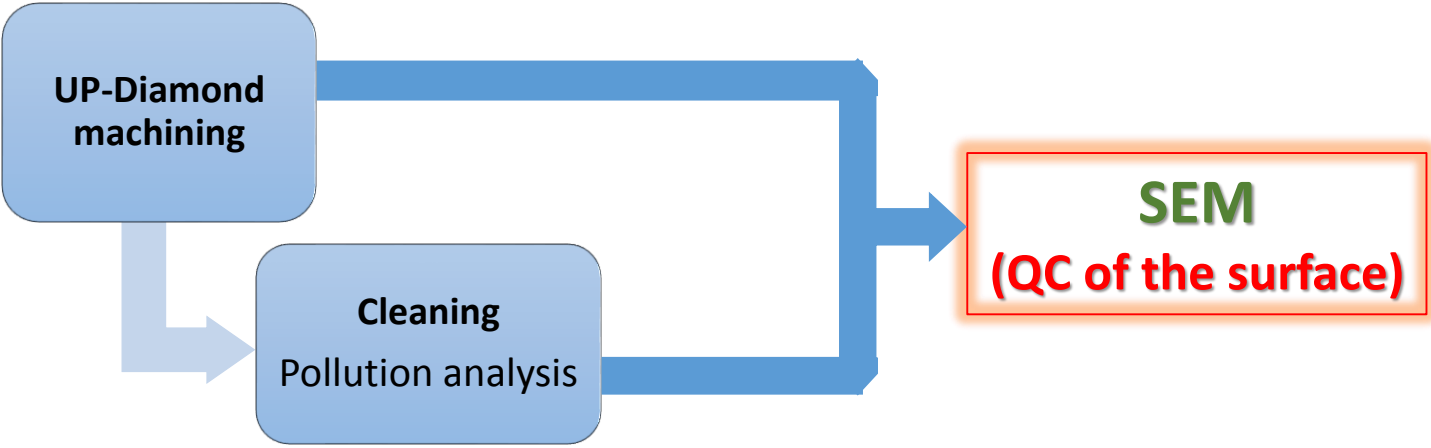 UP-Diamond
machining
Cleaning
Pollution analysis
SEM
(QC of the surface)